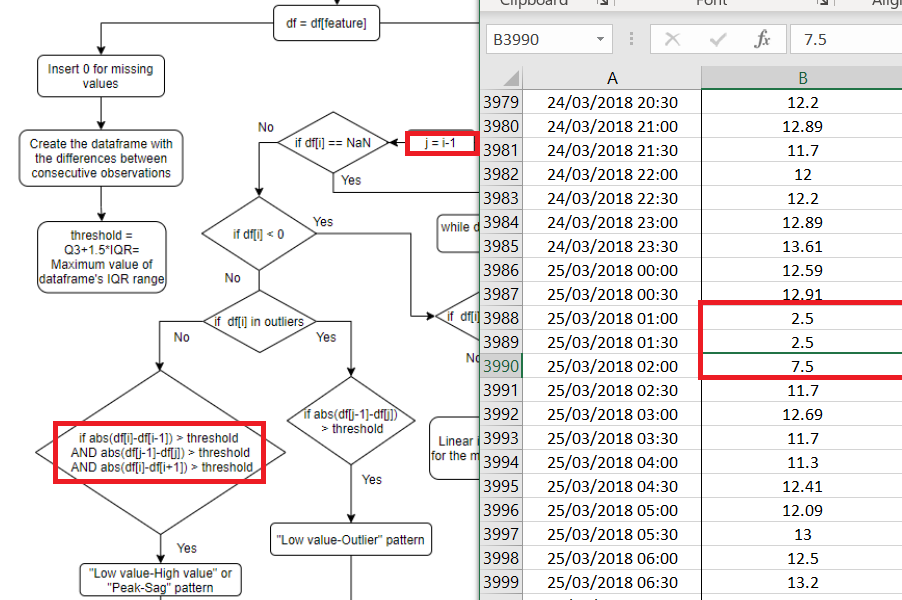 df = df[feature]
Insert 0 for missing
values
Create the dataframe with
the differences between
consecutive observations
threshold =
Q3+1.5*IQR=
Maximum value of
dataframe's IQR range
No
if df[i] == NaN
j = i-1
Yes
if df[i] < 0
Yes
while d
No
if df[i] in outliers
if df[i]
No
Yes
No
if abs(df[i]-df[i-1]) > threshold
AND abs(df[j-1]-df[j]) > threshold
AND abs(df[i]-df[i+1]) > threshold
if abs(df[j-1]-df[j])
> threshold
Linear i
for the m
Yes
"Low value-Outlier" pattern
Yes
"Low value-High value" or
"Peak-Sag" pattern
Clipboard Font
B3990 fx 7.5
A B
3979 24/03/2018 20:30 12.2
3980 24/03/2018 21:00 12.89
3981 24/03/2018 21:30 11.7
3982 24/03/2018 22:00 12
3983 24/03/2018 22:30 12.2
3984 24/03/2018 23:00 12.89
3985 24/03/2018 23:30 13.61
3986 25/03/2018 00:00 12.59
3987 25/03/2018 00:30 12.91
3988 25/03/2018 01:00 2.5
3989 25/03/2018 01:30 2.5
3990 25/03/2018 02:00 7.5
3991 25/03/2018 02:30 11.7
3992 25/03/2018 03:00 12.69
3993 25/03/2018 03:30 11.7
3994 25/03/2018 04:00 11.3
3995 25/03/2018 04:30 12.41
3996 25/03/2018 05:00 12.09
3997 25/03/2018 05:30 13
3998 25/03/2018 06:00 12.5
3999 25/03/2018 06:30 13.2